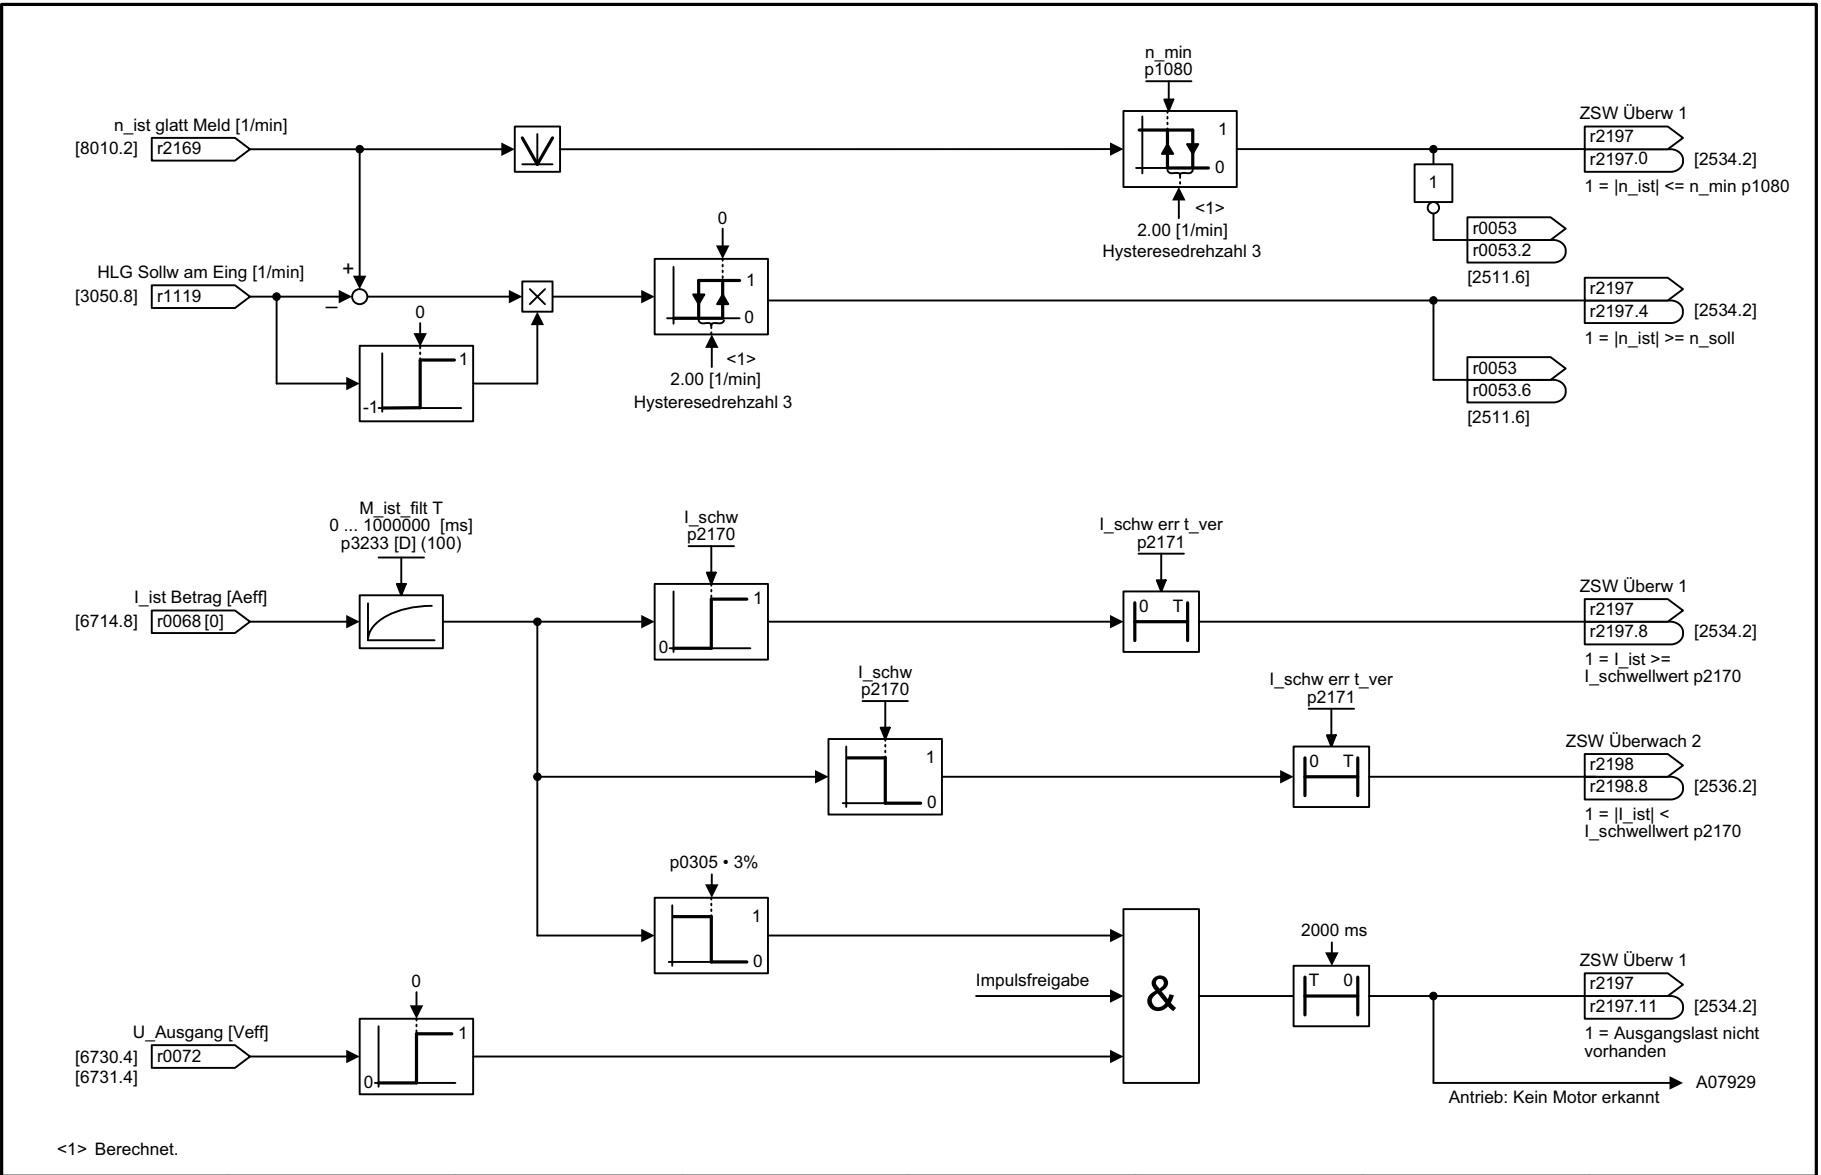 n_min
p1080
n_ist glatt Meld [1/min]
[8010.2] r2169
1
0
ZSW Überw 1
r2197
r2197.0 [2534.2]
1 = |n_ist| <= n_min p1080
1
<1>
2.00 [1/min]
Hysteresedrehzahl 3
r0053
r0053.2
[2511.6]
HLG Sollw am Eing [1/min]
[3050.8] r1119
+
–
0
1
-1
0
1
0
<1>
2.00 [1/min]
Hysteresedrehzahl 3
r2197
r2197.4 [2534.2]
1 = |n_ist| >= n_soll
r0053
r0053.6
[2511.6]
M_ist_filt T
0 ... 1000000 [ms]
p3233 [D] (100)
I_ist Betrag [Aeff]
[6714.8] r0068 [0]
I_schw
p2170
1
0
I_schw err t_ver
p2171
0 T
ZSW Überw 1
r2197
r2197.8 [2534.2]
1 = I_ist >=
I_schwellwert p2170
I_schw
p2170
1
0
I_schw err t_ver
p2171
0 T
ZSW Überwach 2
r2198
r2198.8 [2536.2]
1 = |I_ist| <
I_schwellwert p2170
p0305 • 3%
1
0
Impulsfreigabe
&
2000 ms
T 0
ZSW Überw 1
r2197
r2197.11 [2534.2]
1 = Ausgangslast nicht
vorhanden
A07929
Antrieb: Kein Motor erkannt
U_Ausgang [Veff]
[6730.4] r0072
[6731.4]
0
1
0
<1> Berechnet.